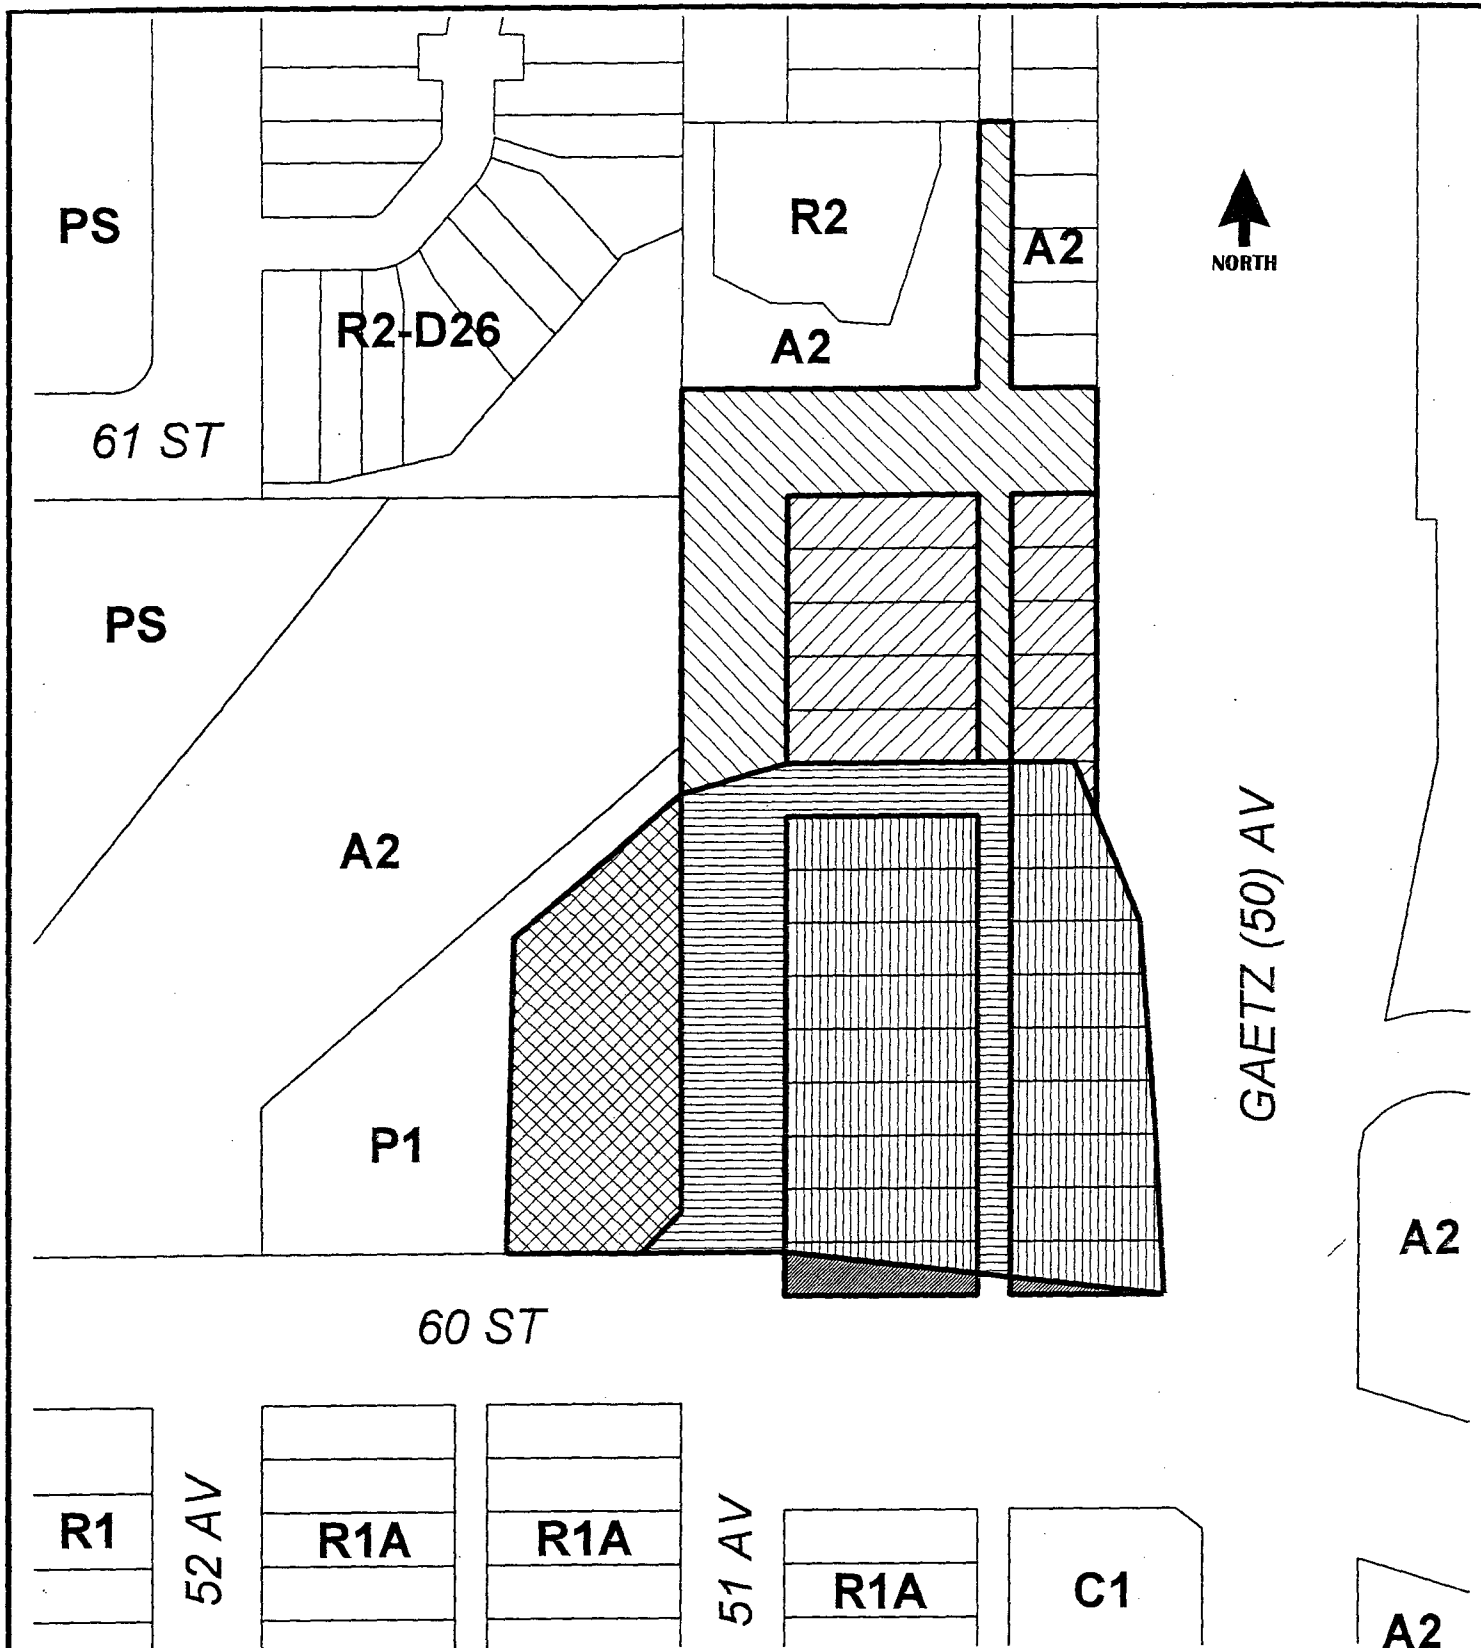 PS
R2
A2
NORTH
R2-D26
A2
61 ST
PS
A2
GAETZ (50) AV
P1
A2
60 ST
R1
52 AV
R1A
R1A
51 AV
R1A
C1
A2